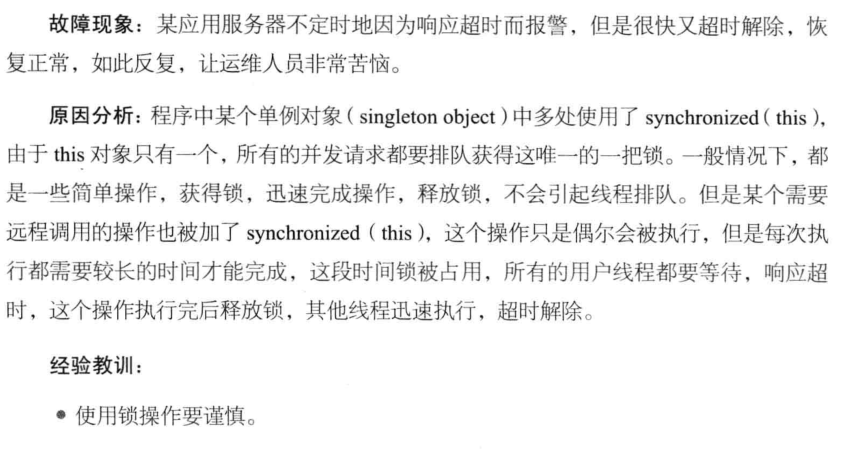 故障现象：某应用服务器不定时地因为响应超时而报警，但是很快又超时解除，恢
复正常，如此反复，让运维人员非常苦恼。
原因分析：程序中某个单例对象（singleton object）中多处使用了 synchronized（this），
由于 this 对象只有一个，所有的并发请求都要排队获得这唯一的一把锁。一般情况下，都
是一些简单操作，获得锁，迅速完成操作，释放锁，不会引起线程排队。但是某个需要
远程调用的操作也被加了 synchronized（this），这个操作只是偶尔会被执行，但是每次执
行都需要较长的时间才能完成，这段时间锁被占用，所有的用户线程都要等待，响应超
时，这个操作执行完后释放锁，其他线程迅速执行，超时解除。
经验教训：
● 使用锁操作要谨慎。